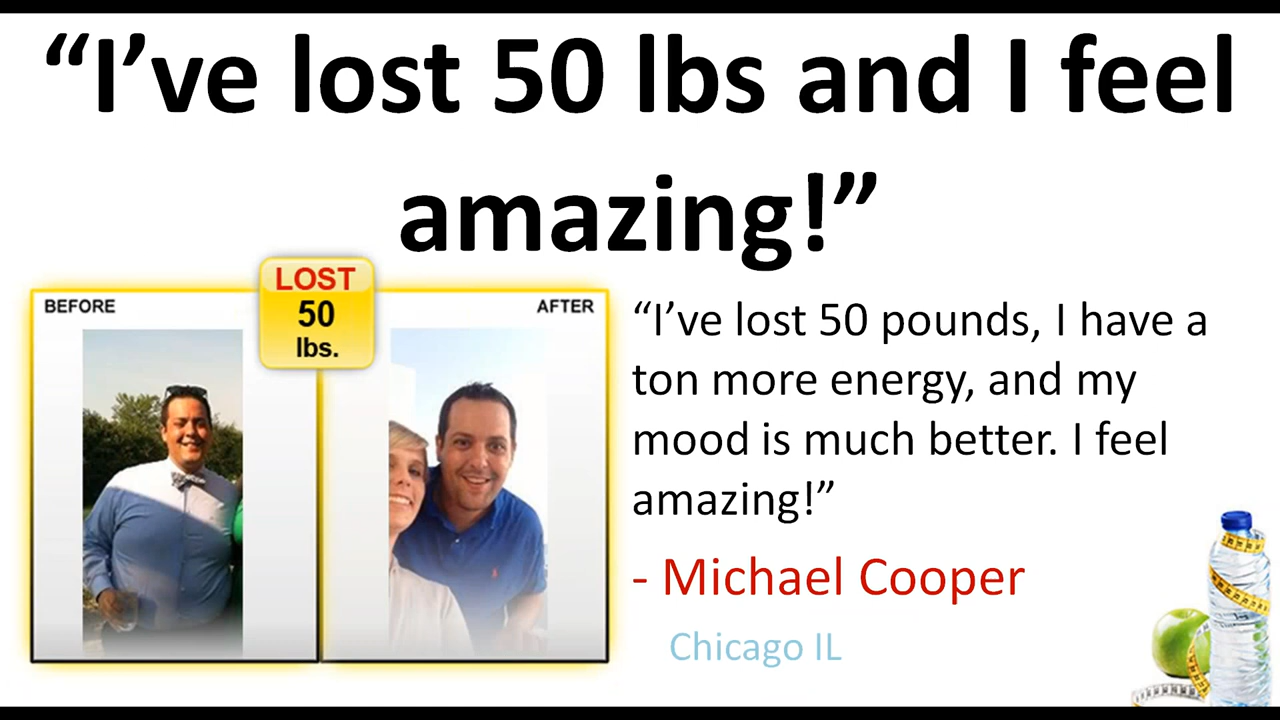 “I’ve lost 50 lbs and I feel
amazing!”
LOST
50
lbs.
BEFORE
AFTER
“I’ve lost 50 pounds, I have a
ton more energy, and my
mood is much better. I feel
amazing!”
- Michael Cooper
Chicago IL